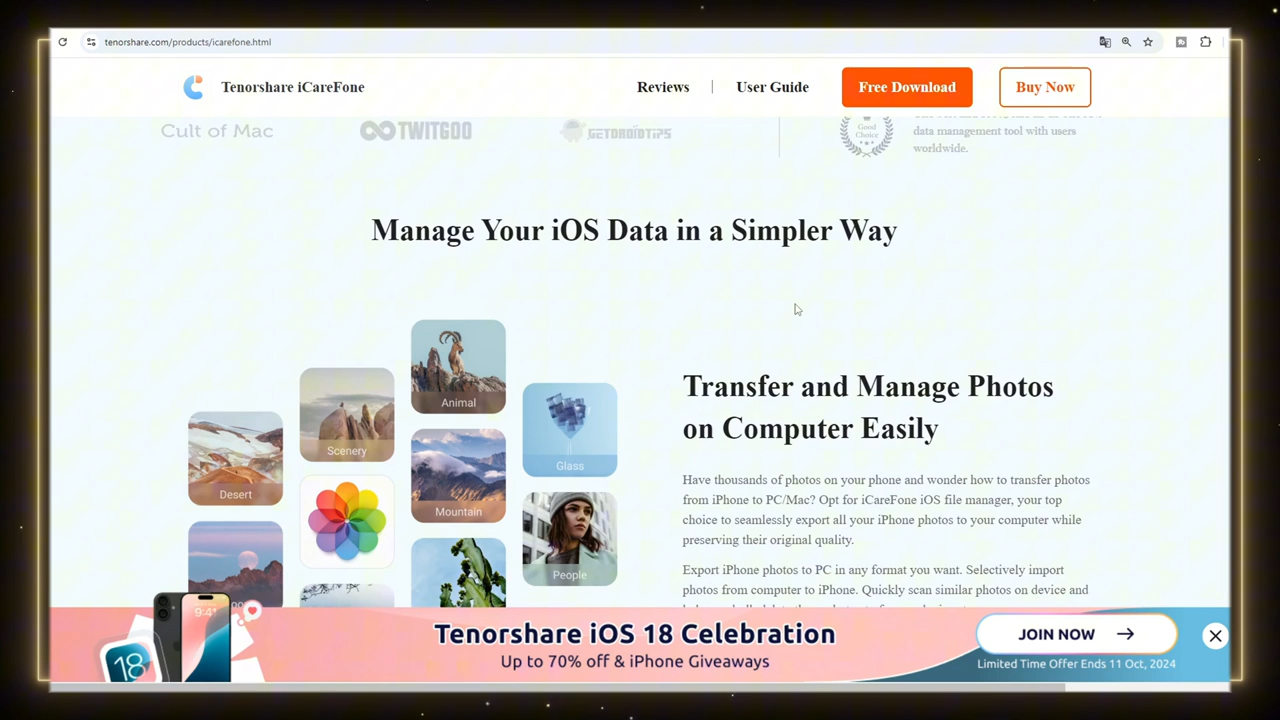 tenorshare.com/products/icarefone.html
Tenorshare iCareFone
Reviews
User Guide
Free Download
Buy Now
Cult of Mac
TWITGOO
GETDROIDTIPS
Good
Choice
data management tool with users
worldwide.
Manage Your iOS Data in a Simpler Way
Animal
Scenery
Glass
Desert
Mountain
People
Transfer and Manage Photos
on Computer Easily
Have thousands of photos on your phone and wonder how to transfer photos
from iPhone to PC/Mac? Opt for iCareFone iOS file manager, your top
choice to seamlessly export all your iPhone photos to your computer while
preserving their original quality.
Export iPhone photos to PC in any format you want. Selectively import
photos from computer to iPhone. Quickly scan similar photos on device and
9:4
18
Tenorshare iOS 18 Celebration
Up to 70% off & iPhone Giveaways
JOIN NOW
Limited Time Offer Ends 11 Oct, 2024